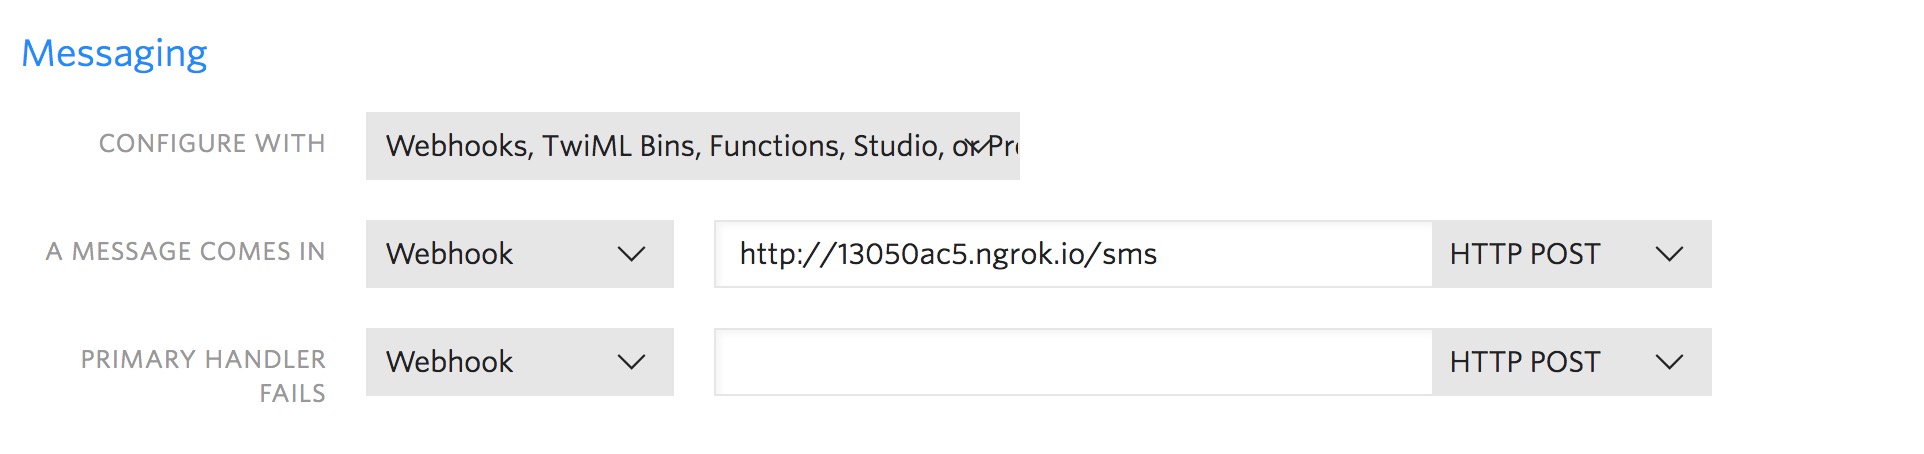 Messaging
CONFIGURE WITH
Webhooks, TwiML Bins, Functions, Studio, or Pro
A MESSAGE COMES IN
Webhook
http://13050ac5.ngrok.io/sms
HTTP POST
PRIMARY HANDLER
FAILS
Webhook
HTTP POST